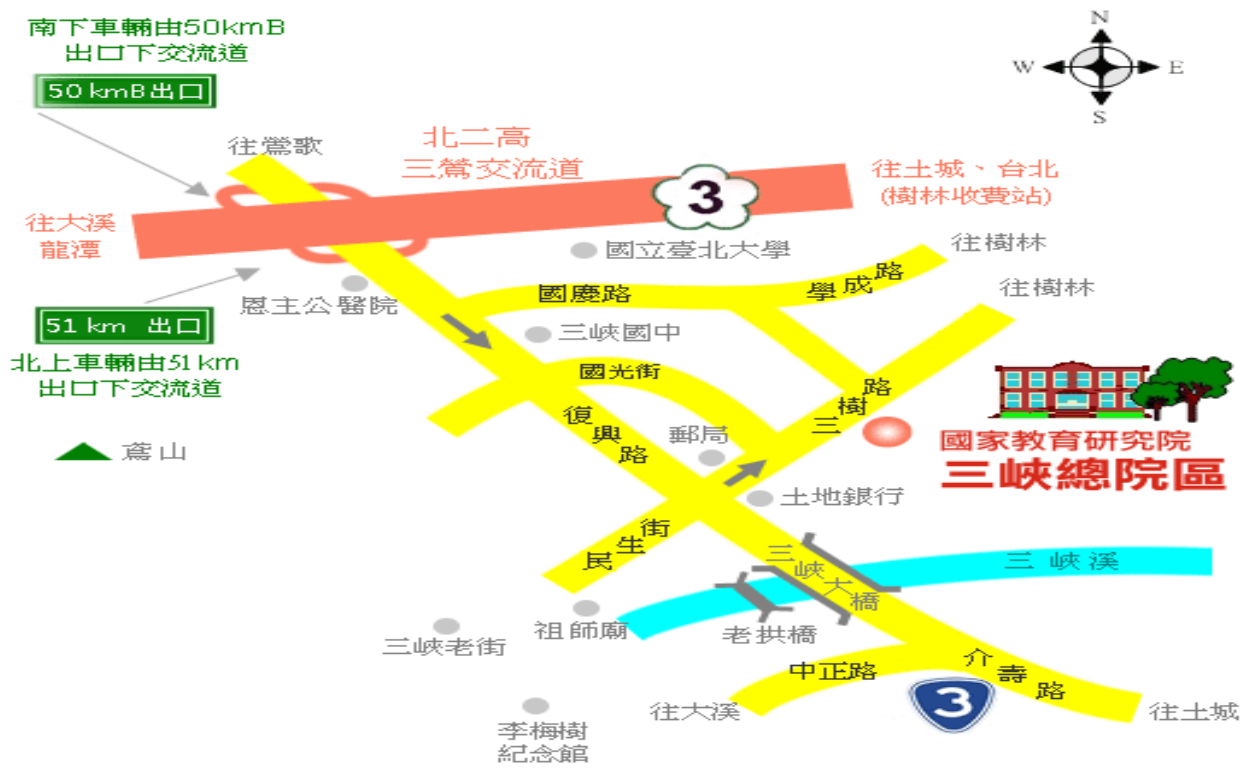 南下車輛由50kmB
出口下交流道
50 kmB出口
N
W
E
S
往鶯歌
北二高
三鶯交流道
3
往土城、台北
(樹林收費站)
往大溪
龍潭
國立臺北大學
往樹林
學成路
國慶路
往樹林
恩主公醫院
51 km 出口
北上車輛由51km
出口下交流道
三峽國中
國光街
三樹路
復興路
郵局
鳶山
國家教育研究院
三峽總院區
土地銀行
民生街
三峽大橋
三峽溪
祖師廟
老拱橋
三峽老街
中正路
介壽路
3
往大溪
往土城
李梅樹
紀念館